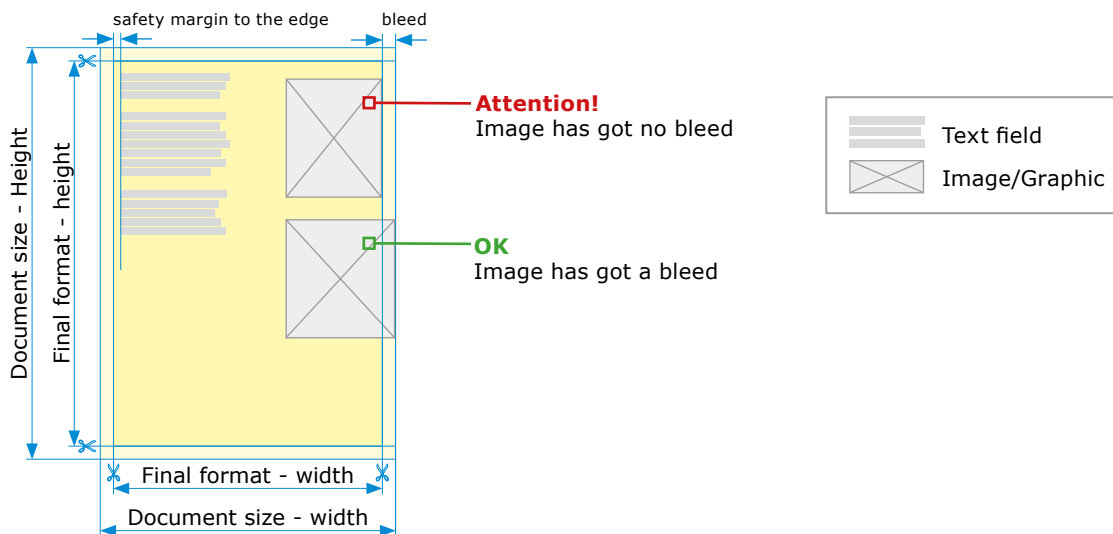 safety margin to the edge
bleed
Attention!
Image has got no bleed
OK
Image has got a bleed
Text field
Image/Graphic
Document size - Height
Final format - height
Final format - width
Document size - width